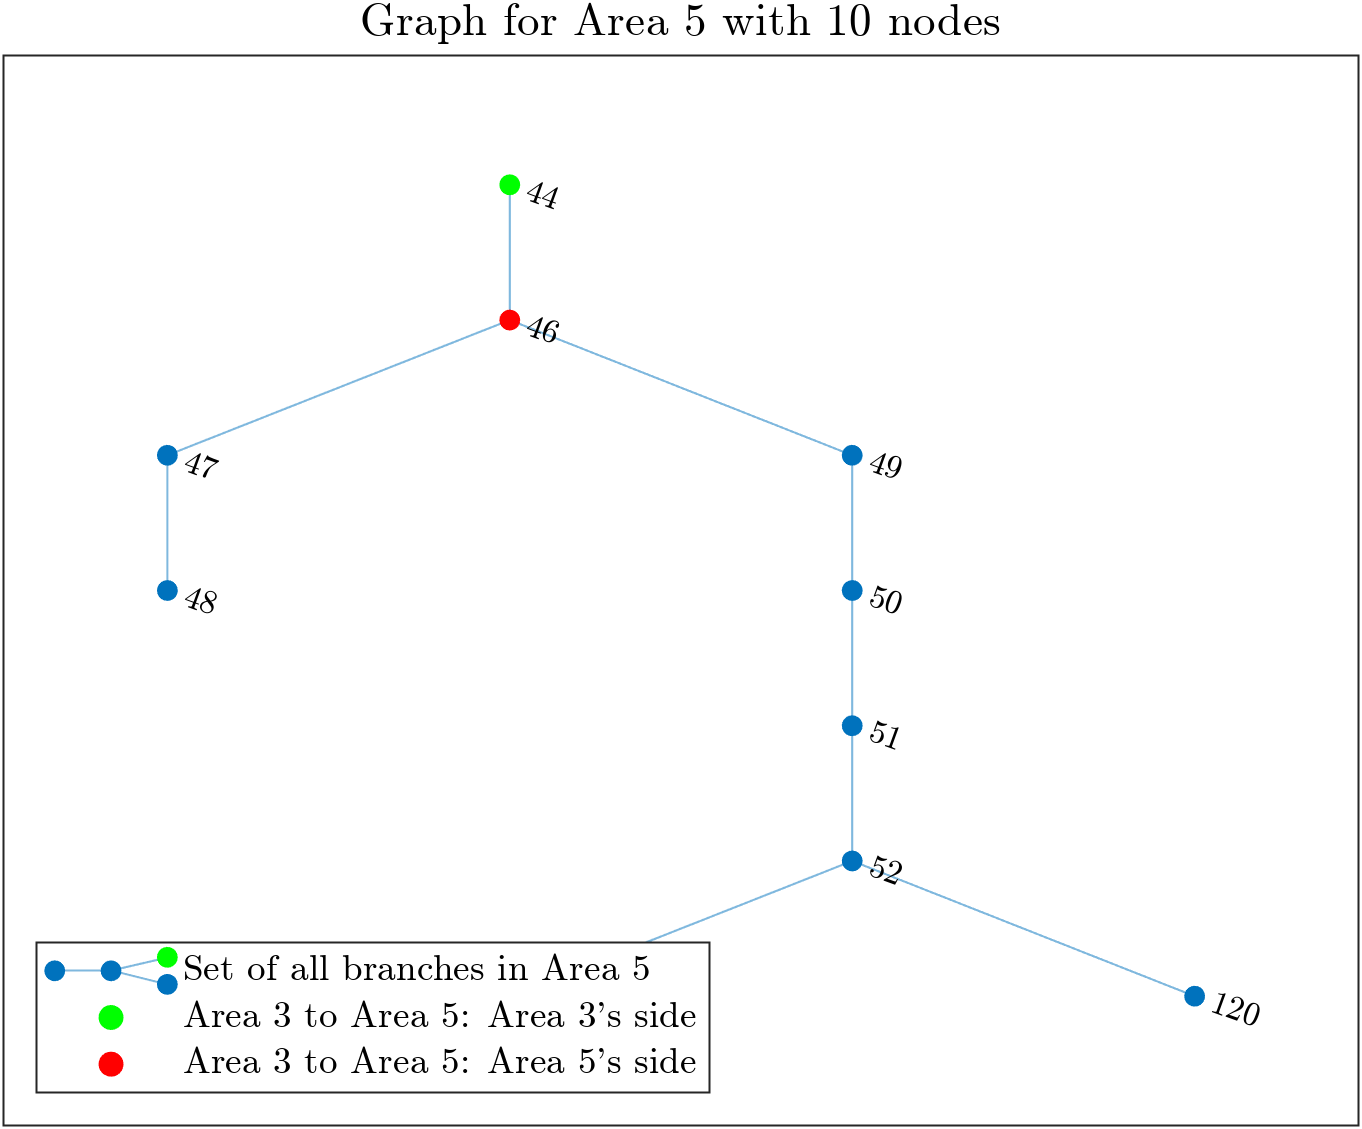 Graph for Area 5 with 10 nodes
44
46
47
49
48
50
51
52
120
Set of all branches in Area 5
Area 3 to Area 5: Area 3's side
Area 3 to Area 5: Area 5's side